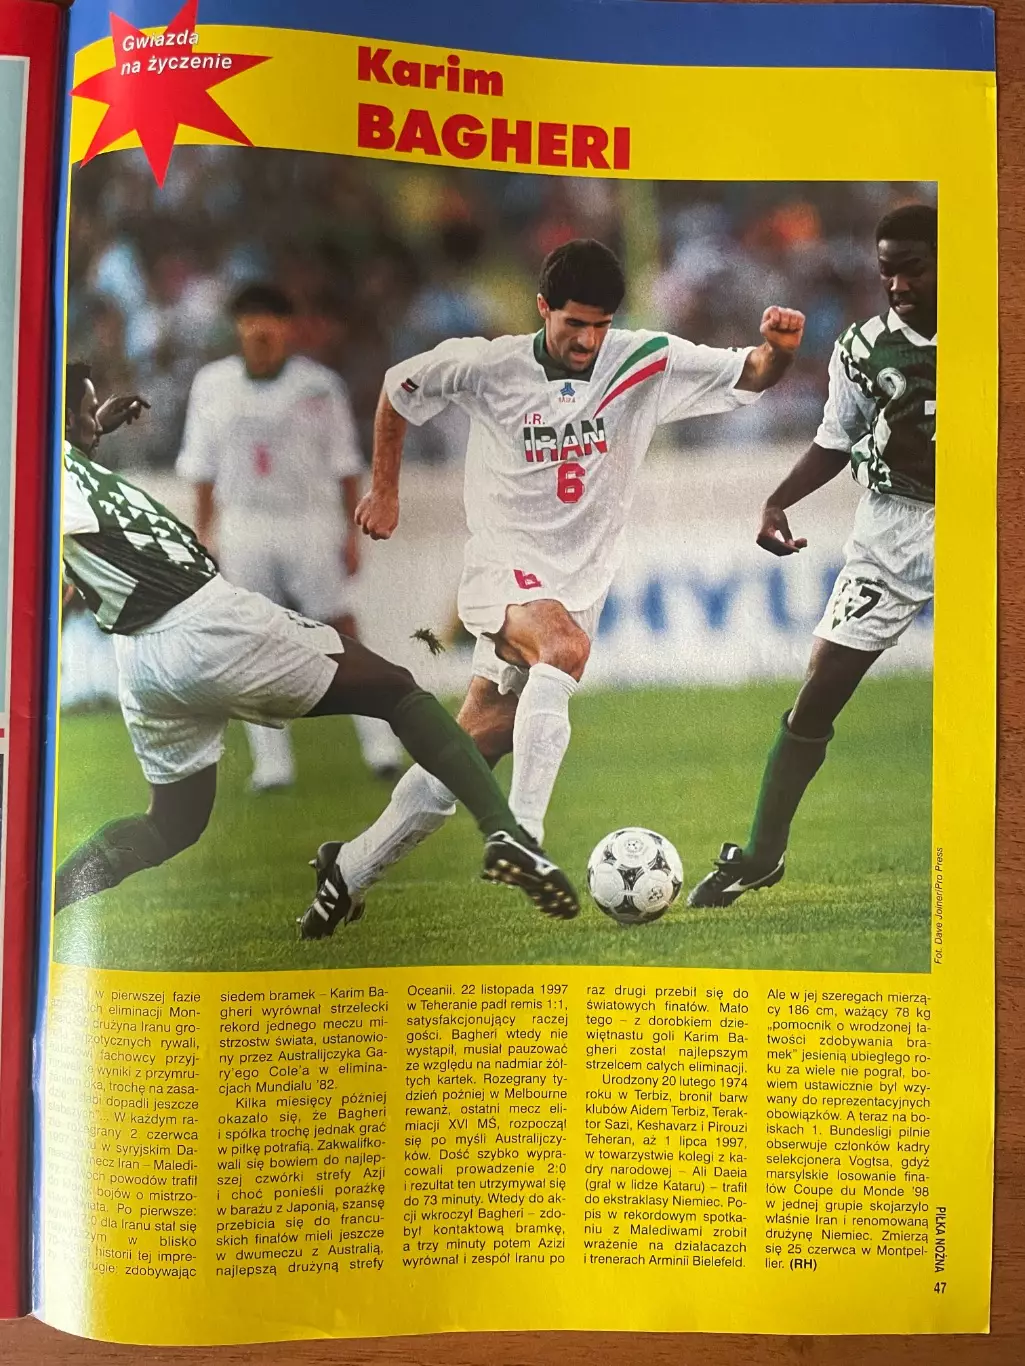 Gwiazda
na życzenie
Karim
BAGHERI
I.R.
IRAN
6
6
9
7
7
HYU
Fot. Dave Joiner/Pro Press
w pierwszej fazie
eliminacji Mon-
drużyna Iranu gro-
rywali,
fachowcy przyj-
wyniki z przymru-
trochę na zasa-
dopadli jeszcze
W każdym ra-
2 czerwca
w syryjskim Da-
mecz Iran – Maledi-
powodów trafił
bojów o mistrzo-
Po pierwsze:
dla Iranu stał się
w blisko
historii tej impre-
drugie: zdobywając
siedem bramek – Karim Ba-
gheri wyrównał strzelecki
rekord jednego meczu mi-
strzostw świata, ustanowio-
ny przez Australijczyka Ga-
ry'ego Cole'a w elimina-
cjach Mundialu '82.
Kilka miesięcy później
okazało się, że Bagheri
i spółka trochę jednak grać
w piłkę potrafią. Zakwalifiko-
wali się bowiem do najlep-
szej czwórki strefy Azji
i choć ponieśli porażkę
w barażu z Japonią, szansę
przebicia się do francu-
skich finałów mieli jeszcze
w dwumeczu z Australią,
najlepszą drużyną strefy
Oceanii. 22 listopada 1997
w Teheranie padł remis 1:1,
satysfakcjonujący raczej
gości. Bagheri wtedy nie
wystąpił, musiał pauzować
ze względu na nadmiar żół-
tych kartek. Rozegrany ty-
dzień później w Melbourne
rewanż, ostatni mecz eli-
miacji XVI MŚ, rozpoczął
się po myśli Australijczy-
ków. Dość szybko wypra-
cowali prowadzenie 2:0
i rezultat ten utrzymywał się
do 73 minuty. Wtedy do ak-
cji wkroczył Bagheri – zdo-
był kontaktową bramkę,
a trzy minuty potem Azizi
wyrównał i zespół Iranu po
raz drugi przebił się do
światowych finałów. Mało
tego – z dorobkiem dzie-
więtnastu goli Karim Ba-
gheri został najlepszym
strzelcem całych eliminacji.
Urodzony 20 lutego 1974
roku w Terbiz, bronił barw
klubów Aidem Terbiz, Terak-
tor Sazi, Keshavarz i Pirouzi
Teheran, aż 1 lipca 1997,
w towarzystwie kolegi z ka-
dry narodowej – Ali Daeia
(grał w lidze Kataru) – trafił
do ekstraklasy Niemiec. Po-
pis w rekordowym spotka-
niu z Malediwami zrobił
wrażenie na działaczach
i trenerach Arminii Bielefeld.
Ale w jej szeregach mierzą-
cy 186 cm, ważący 78 kg
„pomocnik o wrodzonej ła-
twości zdobywania bra-
mek" jesienią ubiegłego ro-
ku za wiele nie pograł, bo-
wiem ustawicznie był wzy-
wany do reprezentacyjnych
obowiązków. A teraz na bo-
iskach 1. Bundesligi pilnie
obserwuje członków kadry
selekcjonera Vogtsa, gdyż
marsylskie losowanie fina-
łów Coupe du Monde '98
w jednej grupie skojarzyło
właśnie Iran i renomowaną
drużynę Niemiec. Zmierzą
się 25 czerwca w Montpel-
lier. (RH)
PIŁKA NOŻNA
47